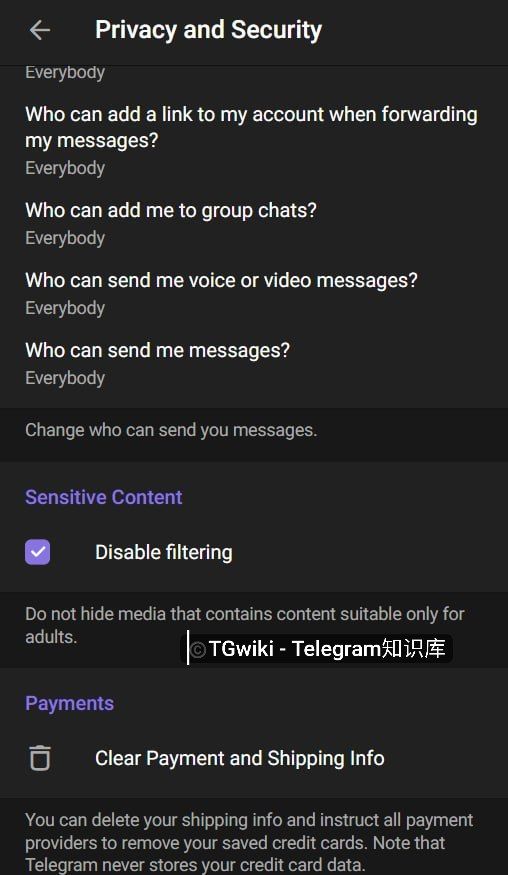 Privacy and Security
Everybody
Who can add a link to my account when forwarding
my messages?
Everybody
Who can add me to group chats?
Everybody
Who can send me voice or video messages?
Everybody
Who can send me messages?
Everybody
Change who can send you messages.
Sensitive Content
Disable filtering
Do not hide media that contains content suitable only for
adults.
© TGwiki - Telegram知识库
Payments
Clear Payment and Shipping Info
You can delete your shipping info and instruct all payment
providers to remove your saved credit cards. Note that
Telegram never stores your credit card data.